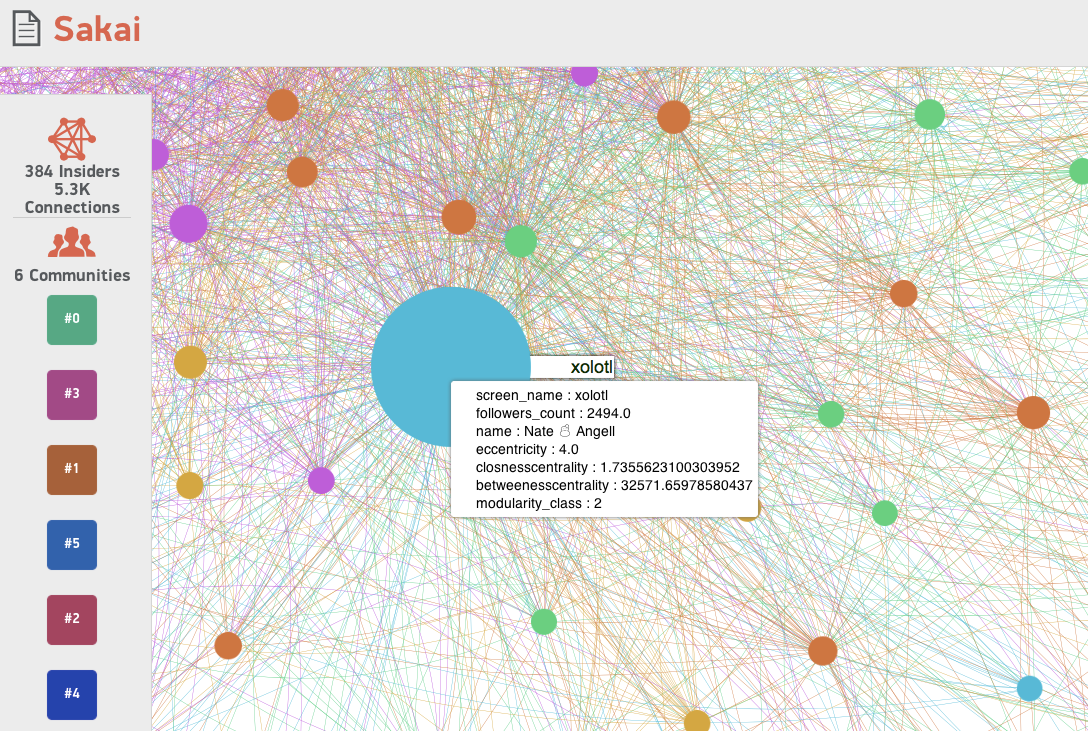 Sakai
384 Insiders
5.3K
Connections
6 Communities
#0
#3
#1
#5
#2
#4
xolotl
screen_name : xolotl
followers_count : 2494.0
name : Nate ☃ Angell
eccentricity : 4.0
closnesscentrality : 1.7355623100303952
betweenesscentrality : 32571.65978580437
modularity_class : 2